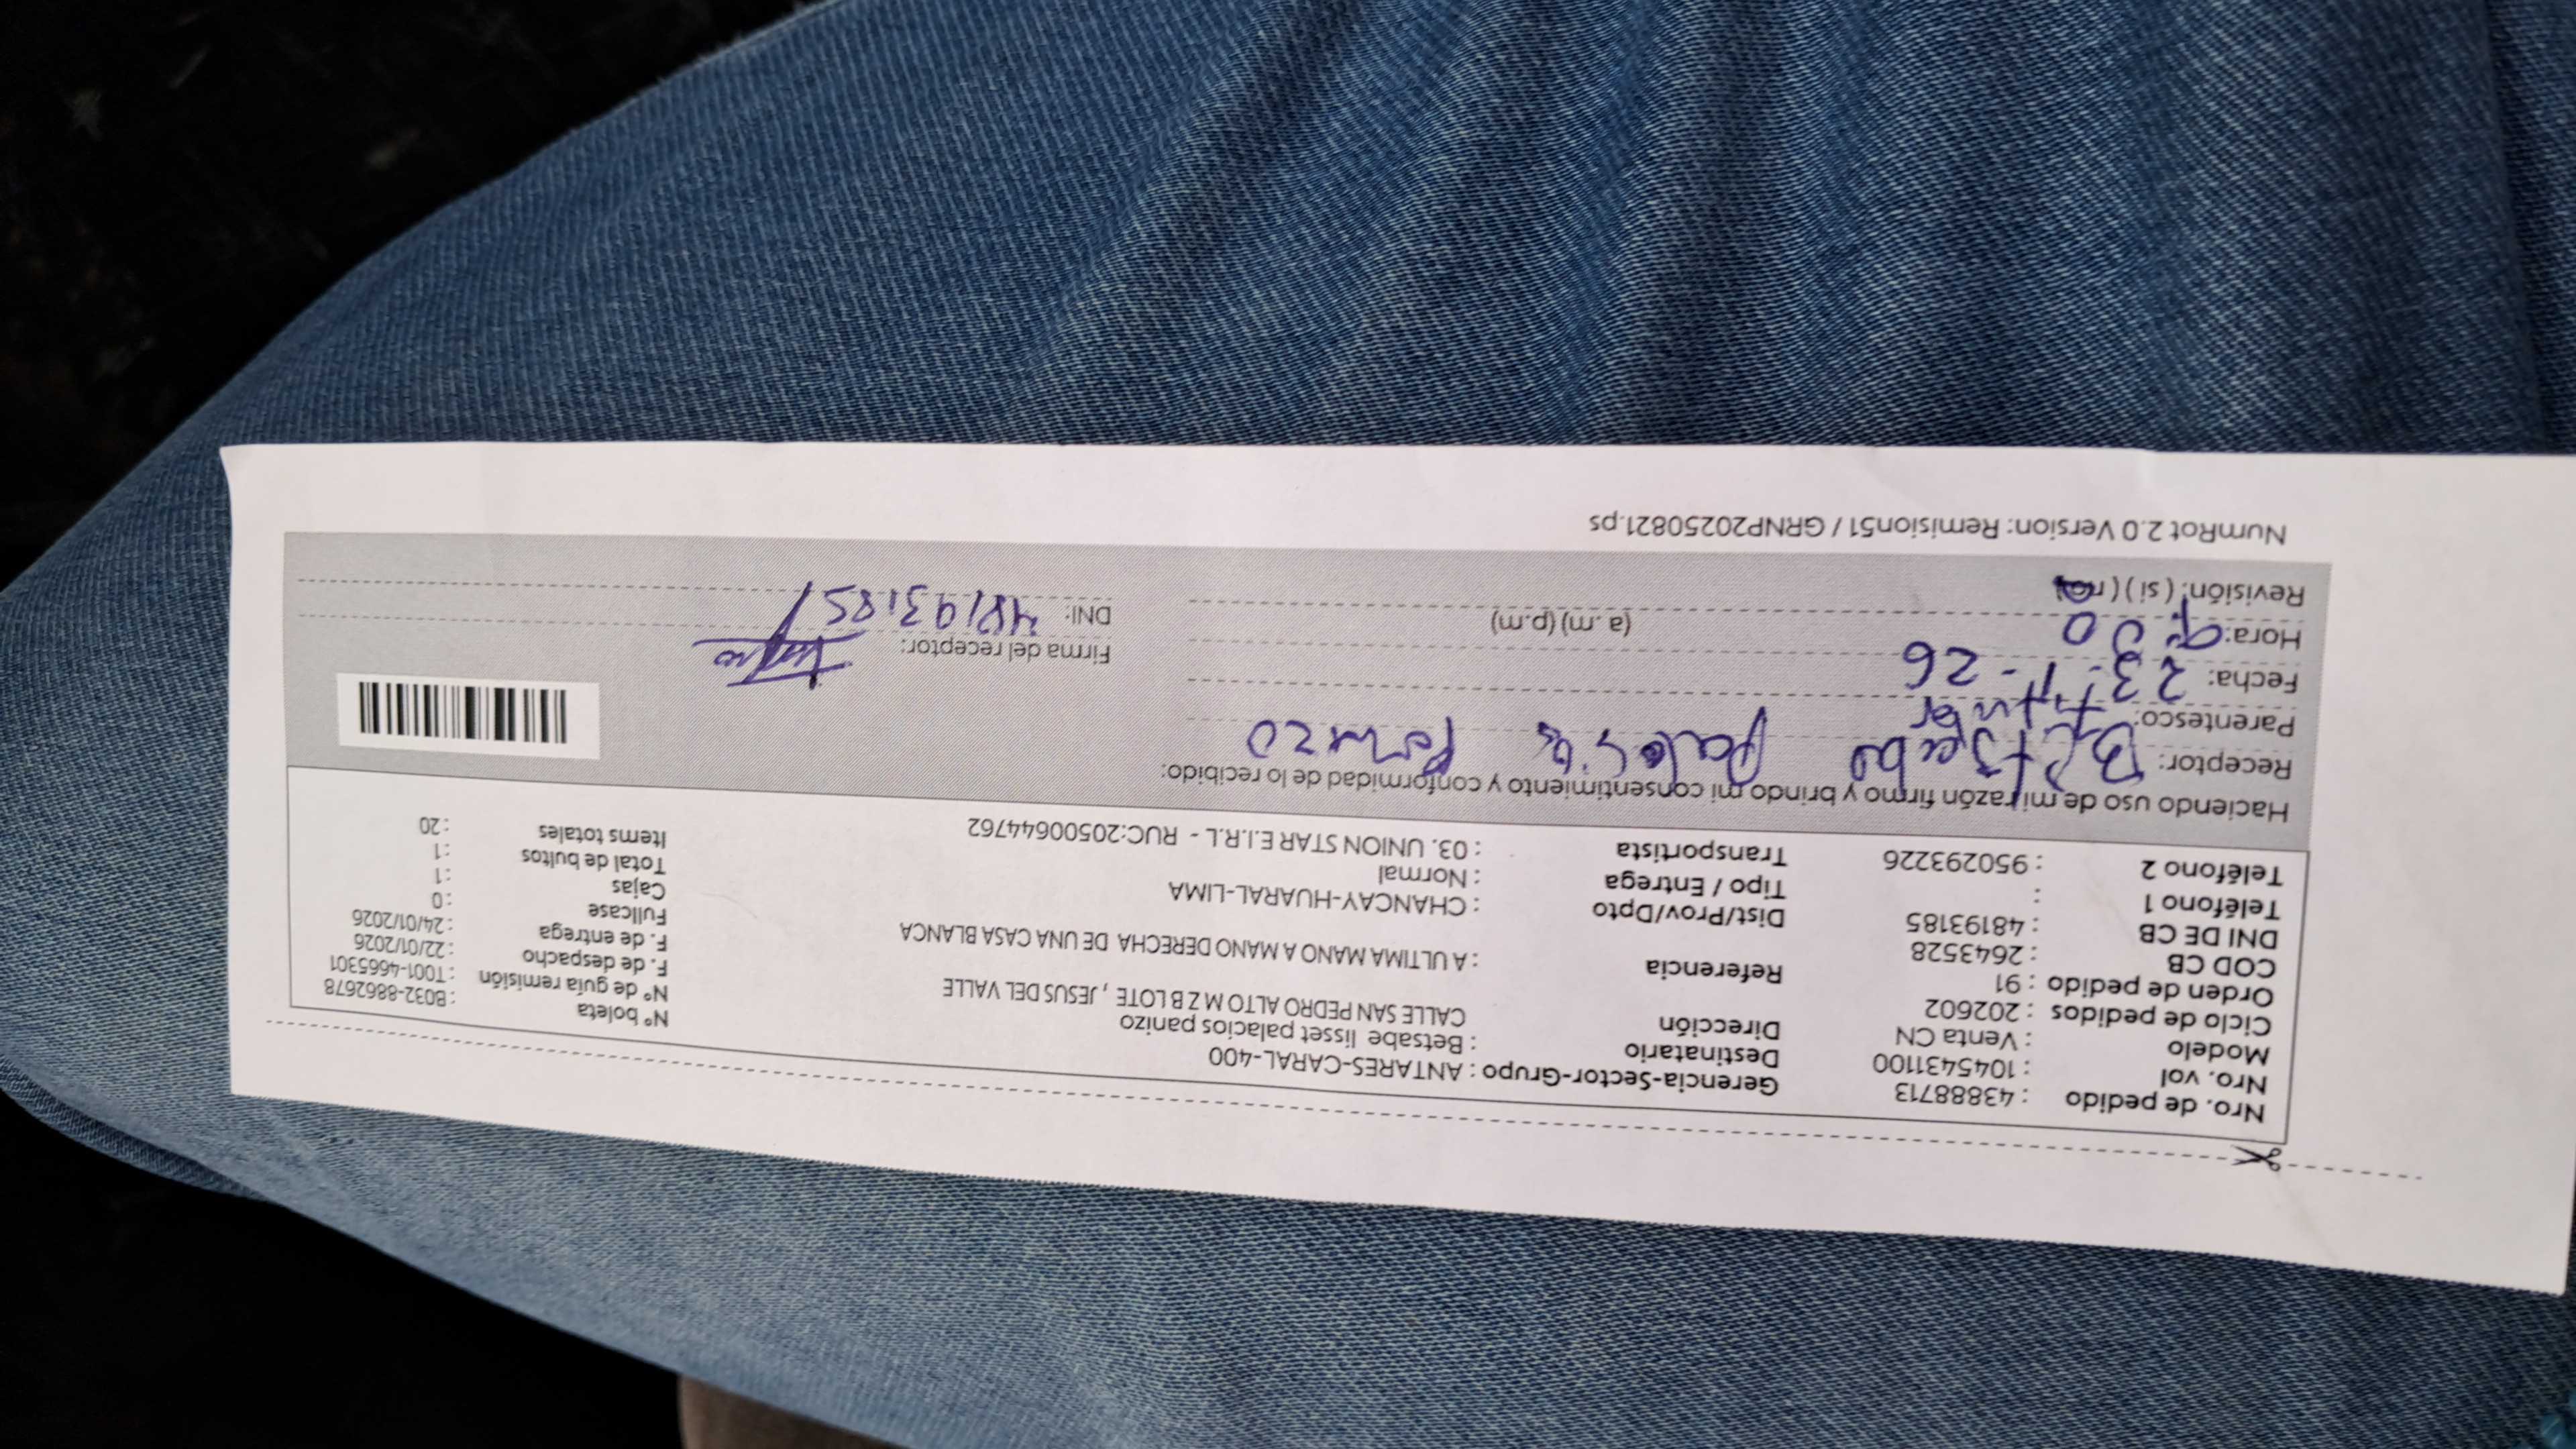 Nro. de pedido : 43888713
Nro. vol : 1045431100
Modelo : Venta CN
Ciclo de pedidos : 202602
Orden de pedido : 91
COD CB : 2643528
DNI DE CB : 48193185
Teléfono 1 :
Teléfono 2 : 950293226
Gerencia-Sector-Grupo : ANTARES-CARAL-400
Destinatario : Betsabe lisset palacios panizo
Dirección CALLE SAN PEDRO ALTO M Z B LOTE , JESUS DEL VALLE
Referencia : A ULTIMA MANO A MANO DERECHA DE UNA CASA BLANCA
Dist/Prov/Dpto : CHANCAY-HUARAL-LIMA
Tipo / Entrega : Normal
Transportista : 03. UNION STAR E.I.R.L - RUC:20500644762
N° boleta : B032-8862678
N° de guía remisión : T001-4665301
F. de despacho : 22/01/2026
F. de entrega : 24/01/2026
Fullcase : 0
Cajas : 1
Total de bultos : 1
Items totales : 20
Haciendo uso de mi razón firmo y brindo mi consentimiento y conformidad de lo recibido:
Receptor:
Parentesco: titular
Fecha: 23-1-26
Hora: 9:30 (a.m) (p.m)
Revisión: (si) (no)
Firma del receptor:
DNI: 48193185
NumRot 2.0 Version: Remision51 / GRNP20250821.ps